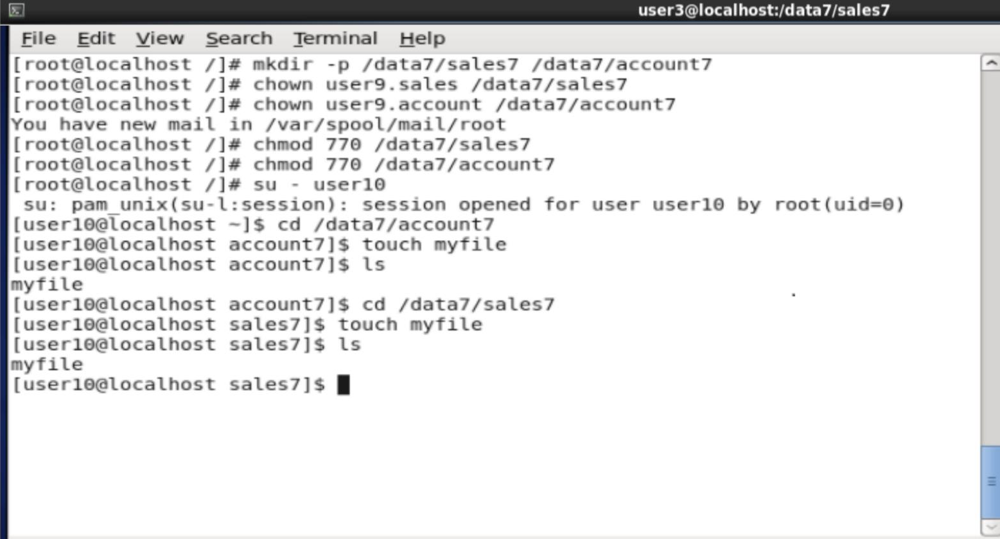 user3@localhost:/data7/sales7
File Edit View Search Terminal Help
[root@localhost /]# mkdir -p /data7/sales7 /data7/account7
[root@localhost /]# chown user9.sales /data7/sales7
[root@localhost /]# chown user9.account /data7/account7
You have new mail in /var/spool/mail/root
[root@localhost /]# chmod 770 /data7/sales7
[root@localhost /]# chmod 770 /data7/account7
[root@localhost /]# su - user10
 su: pam_unix(su-l:session): session opened for user user10 by root(uid=0)
[user10@localhost ~]$ cd /data7/account7
[user10@localhost account7]$ touch myfile
[user10@localhost account7]$ ls
myfile
[user10@localhost account7]$ cd /data7/sales7
[user10@localhost sales7]$ touch myfile
[user10@localhost sales7]$ ls
myfile
[user10@localhost sales7]$